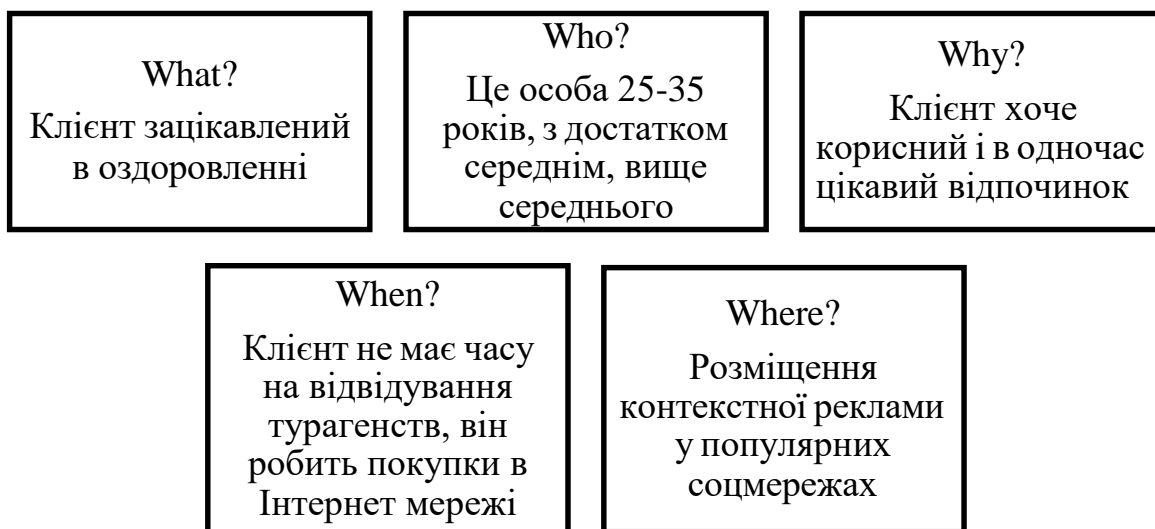 What?
Клієнт зацікавлений
в оздоровленні
Who?
Це особа 25-35
років, з достатком
середнім, вище
середнього
Why?
Клієнт хоче
корисний і в одночас
цікавий відпочинок
When?
Клієнт не має часу
на відвідування
турагенств, він
робить покупки в
Інтернет мережі
Where?
Розміщення
контекстної реклами
у популярних
соцмережах